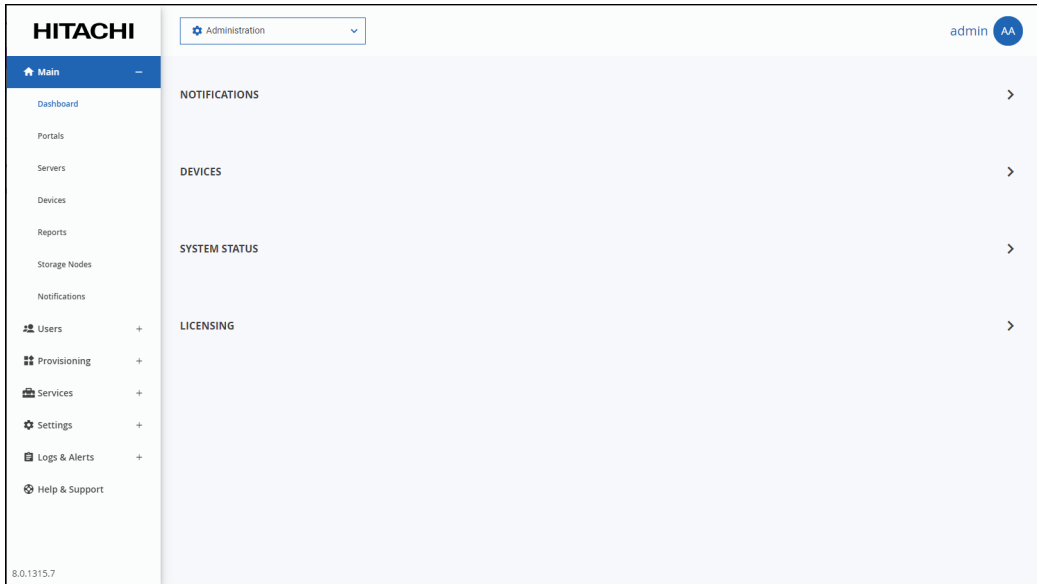 HITACHI
Administration
admin AA
Main
Dashboard
Portals
Servers
Devices
Reports
Storage Nodes
Notifications
Users
Provisioning
Services
Settings
Logs & Alerts
Help & Support
8.0.1315.7
NOTIFICATIONS
DEVICES
SYSTEM STATUS
LICENSING